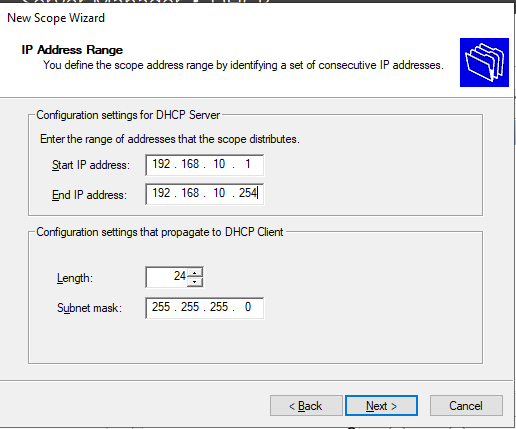 Server Manager • DHCP
New Scope Wizard
IP Address Range
You define the scope address range by identifying a set of consecutive IP addresses.
Configuration settings for DHCP Server
Enter the range of addresses that the scope distributes.
Start IP address: 192 . 168 . 10 . 1
End IP address: 192 . 168 . 10 . 254
Configuration settings that propagate to DHCP Client
Length: 24
Subnet mask: 255 . 255 . 255 . 0
< Back Next > Cancel